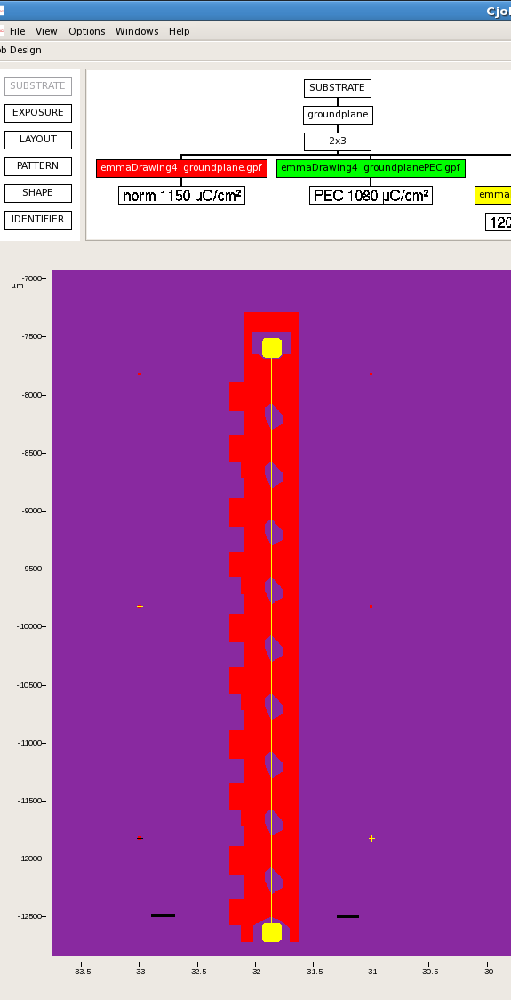 Cjo
File View Options Windows Help
ob Design
SUBSTRATE
EXPOSURE
LAYOUT
PATTERN
SHAPE
IDENTIFIER
SUBSTRATE
groundplane
2x3
emmaDrawing4_groundplane.gpf
emmaDrawing4_groundplanePEC.gpf
norm 1150 µC/cm²
PEC 1080 µC/cm²
emma
120
µm
-7000
-7500
-8000
-8500
-9000
-9500
-10000
-10500
-11000
-11500
-12000
-12500
-33.5 -33 -32.5 -32 -31.5 -31 -30.5 -30